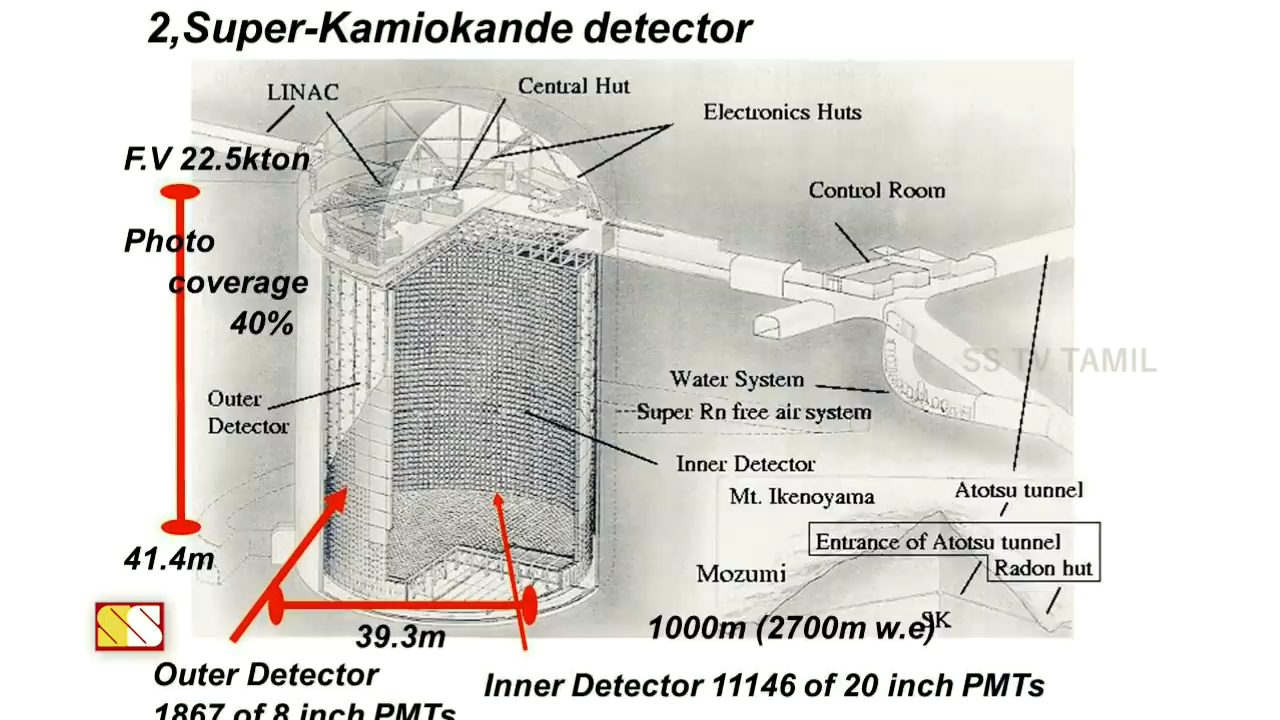 2,Super-Kamiokande detector
LINAC
Central Hut
Electronics Huts
F.V 22.5kton
Control Room
Photo
coverage
40%
SS TV TAMIL
Water System
Outer
Detector
Super Rn free air system
Inner Detector
Mt. Ikenoyama
Atotsu tunnel
Entrance of Atotsu tunnel
41.4m
Mozumi
Radon hut
SK
39.3m
1000m (2700m w.e)
Outer Detector
1867 of 8 inch PMTs
Inner Detector 11146 of 20 inch PMTs